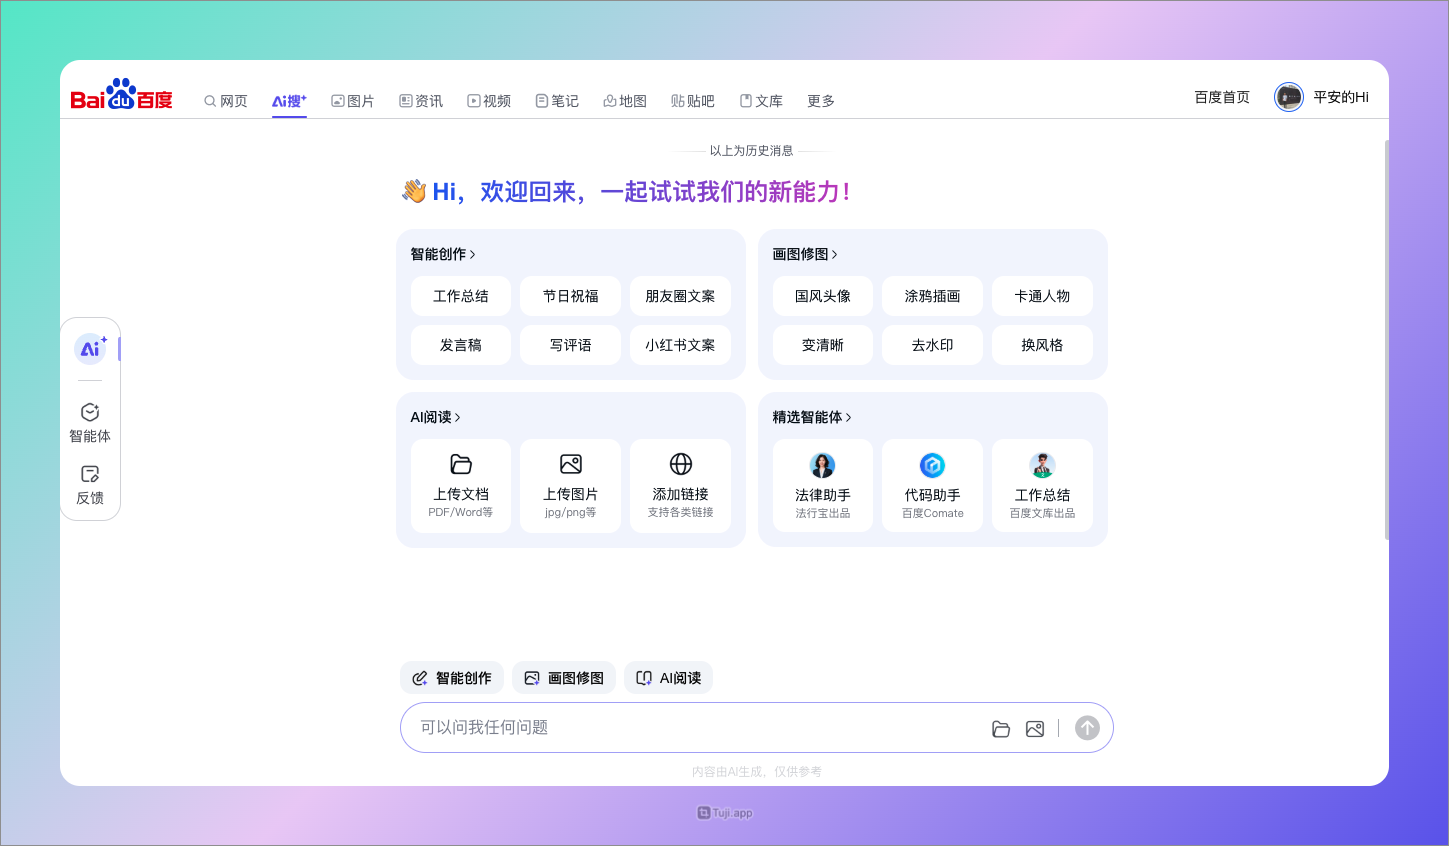 Bai du 百度 网页 Ai搜 图片 资讯 视频 笔记 地图 贴吧 文库 更多 百度首页 平安的Hi
以上为历史消息
👋 Hi，欢迎回来，一起试试我们的新能力！
智能创作 >
工作总结 节日祝福 朋友圈文案
发言稿 写评语 小红书文案
画图修图 >
国风头像 涂鸦插画 卡通人物
变清晰 去水印 换风格
Ai
智能体
反馈
AI阅读 >
上传文档 上传图片 添加链接
PDF/Word等 jpg/png等 支持各类链接
精选智能体 >
法律助手 代码助手 工作总结
法行宝出品 百度Comate 百度文库出品
智能创作 画图修图 AI阅读
可以问我任何问题
内容由AI生成，仅供参考
Tuji.app